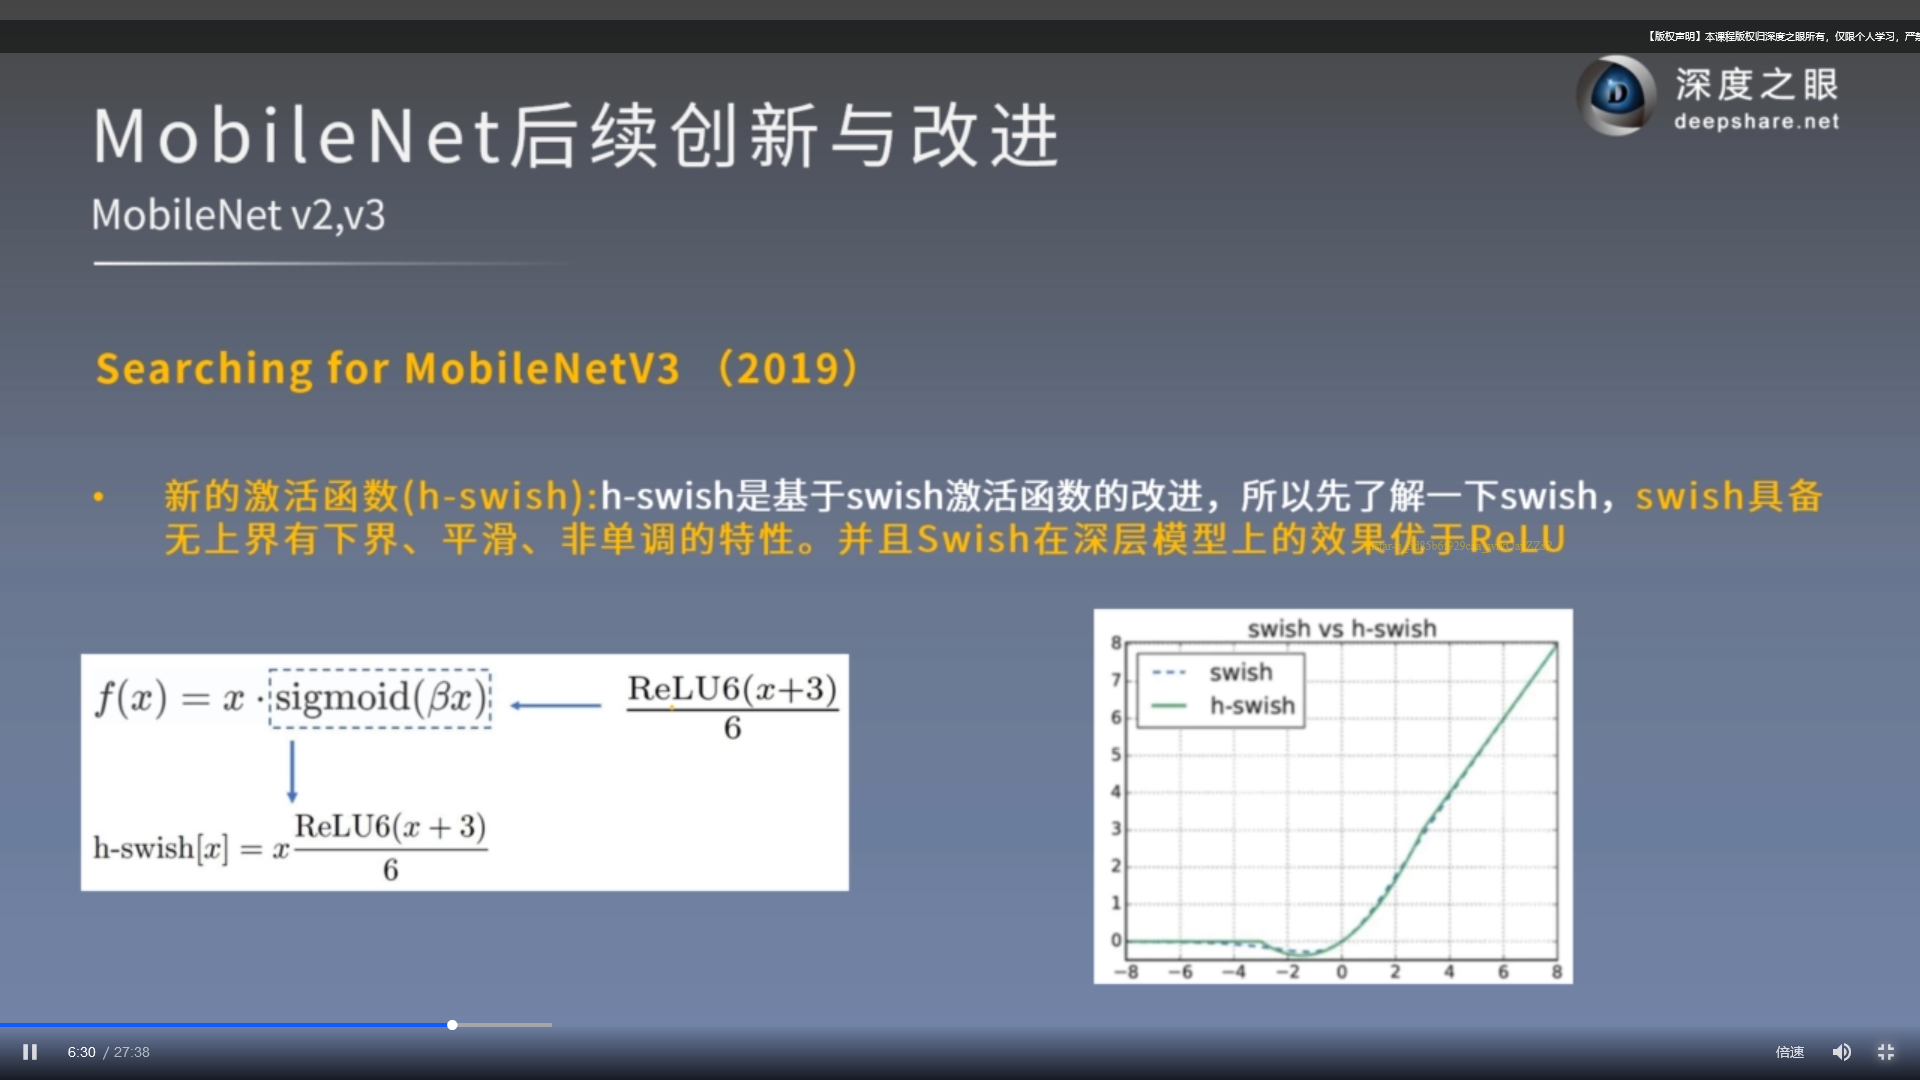 【版权声明】本课程版权归深度之眼所有，仅限个人学习，严禁
深度之眼
deepshare.net
MobileNet后续创新与改进
MobileNet v2,v3
Searching for MobileNetV3 （2019）
• 新的激活函数(h-swish):h-swish是基于swish激活函数的改进，所以先了解一下swish，swish具备
无上界有下界、平滑、非单调的特性。并且Swish在深层模型上的效果优于ReLU
f(x) = x · sigmoid(βx)
ReLU6(x+3)
6
h-swish[x] = x ReLU6(x + 3)
6
swish vs h-swish
swish
h-swish
8
7
6
5
4
3
2
1
0
−8 −6 −4 −2 0 2 4 6 8
6:30 / 27:38
倍速